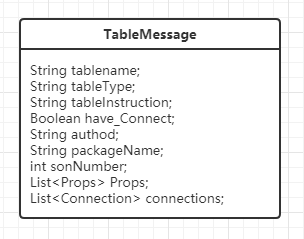 TableMessage
String tablename;
String tableType;
String tableInstruction;
Boolean have_Connect;
String authod;
String packageName;
int sonNumber;
List<Props> Props;
List<Connection> connections;